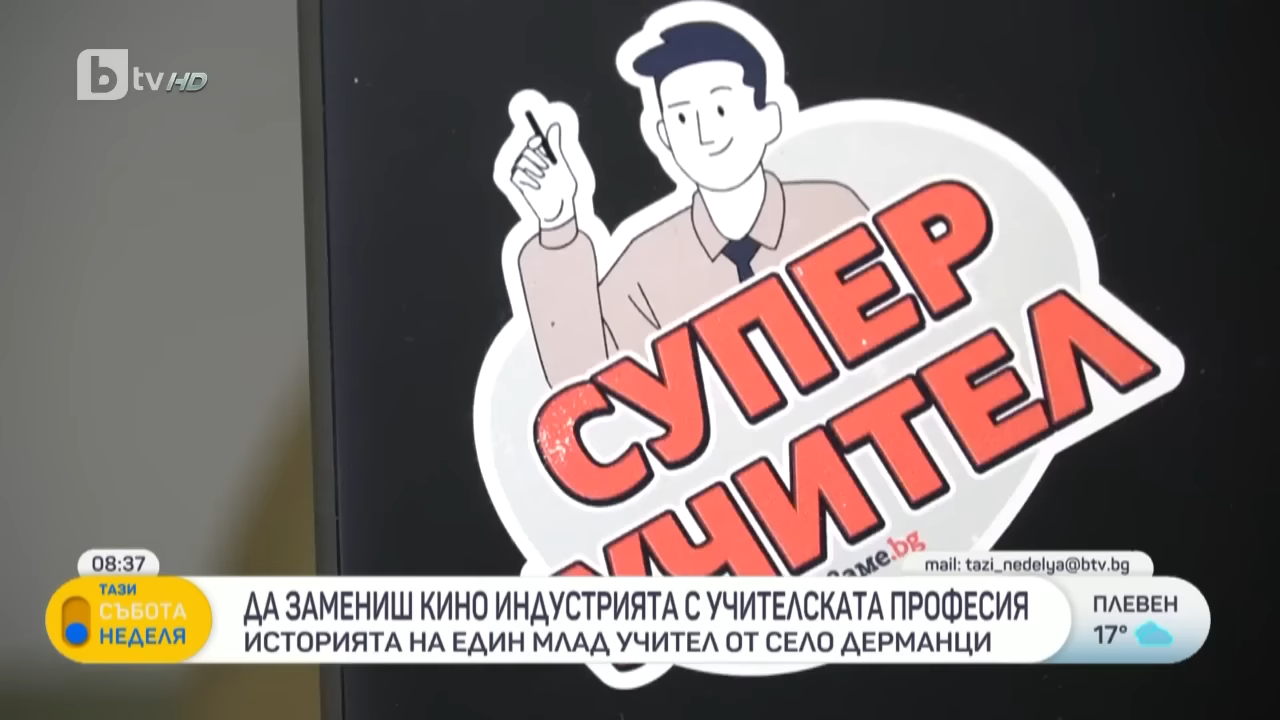 btv HD
СУПЕР
УЧИТЕЛ
.bg
08:37
mail: tazi_nedelya@btv.bg
ТАЗИ
СЪБОТА
НЕДЕЛЯ
ДА ЗАМЕНИШ КИНО ИНДУСТРИЯТА С УЧИТЕЛСКАТА ПРОФЕСИЯ
ИСТОРИЯТА НА ЕДИН МЛАД УЧИТЕЛ ОТ СЕЛО ДЕРМАНЦИ
ПЛЕВЕН
17°